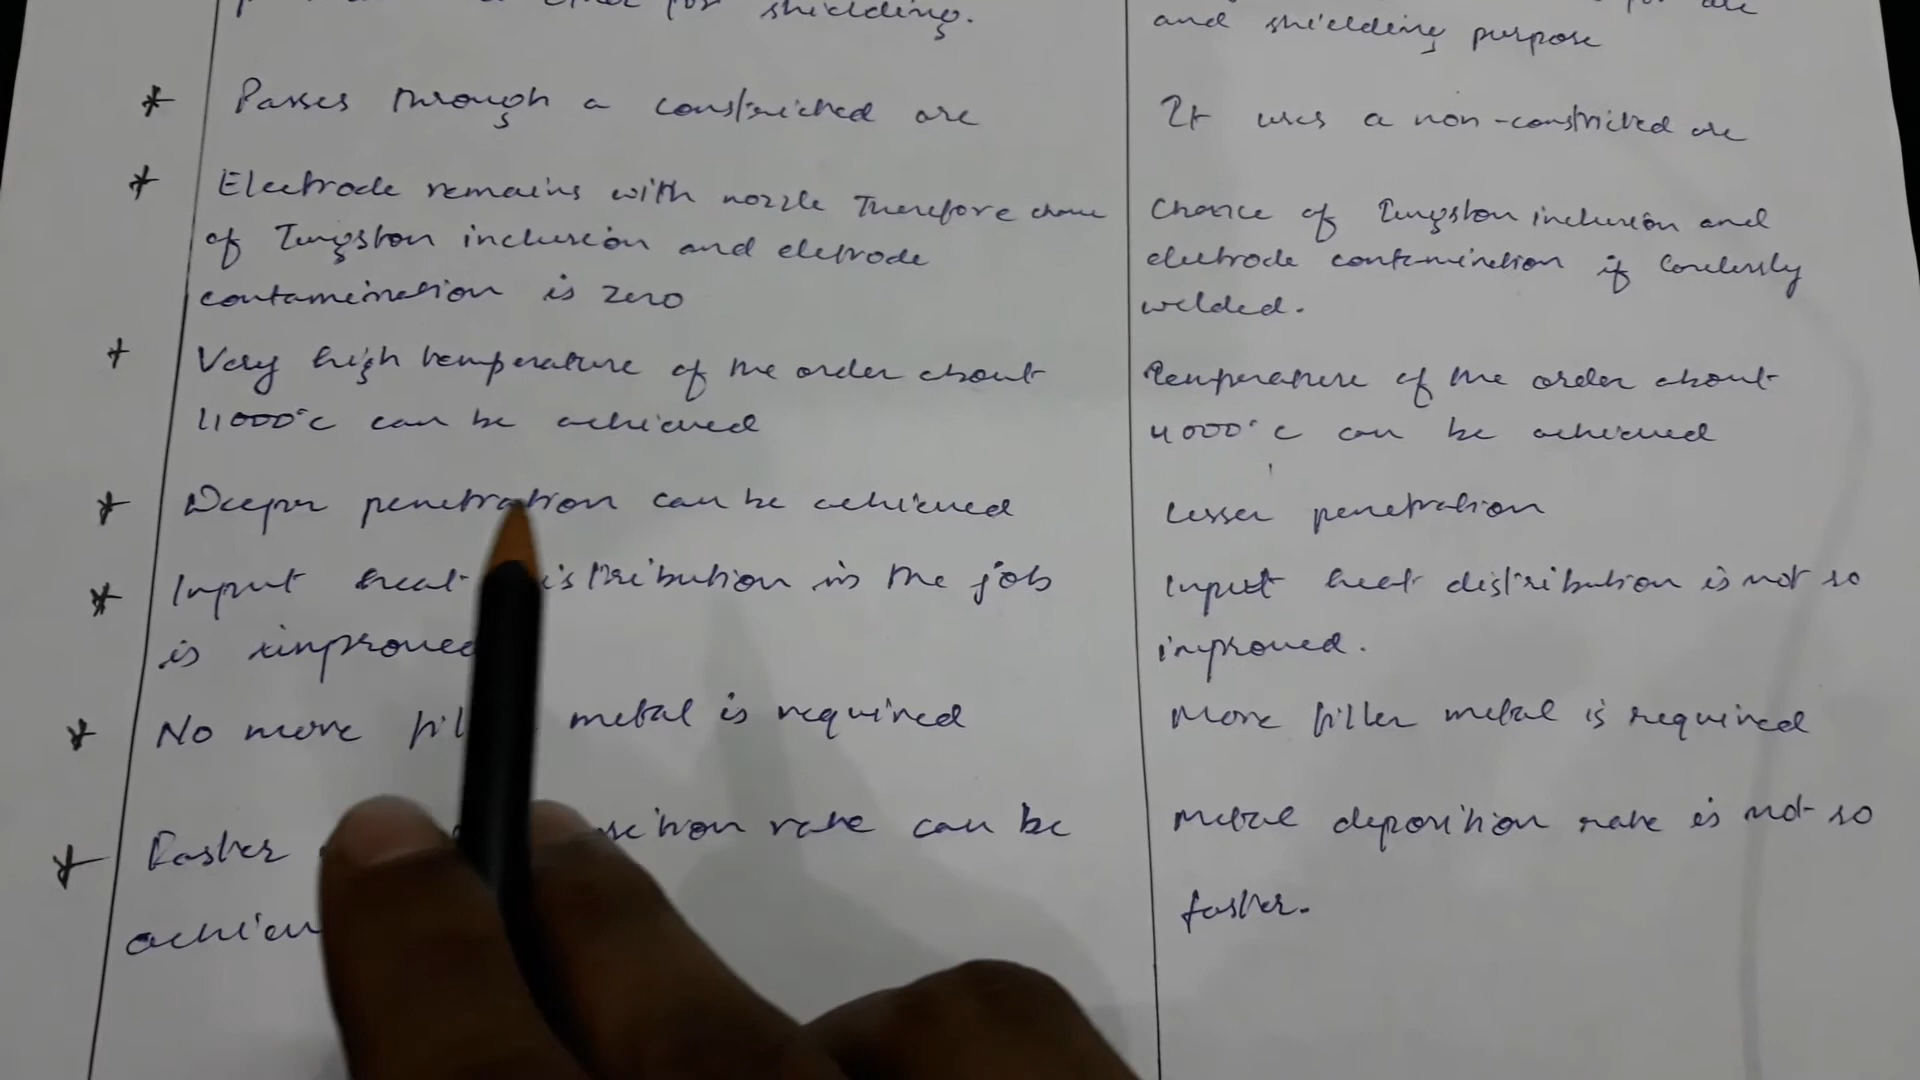 for shielding.
* Passes through a constricted arc
* Electrode remains with nozzle Therefore chance
of Tungston inclusion and eletrode
contamination is zero
+ Very high temperature of the order about
11000°c can be achieved
* Deeper penetration can be achieved
* Input heat distribution in the job
is improved
* No more metal is required
* Faster rate can be
and shielding purpose
It uses a non-constricted arc
Chance of Tungston inclusion and
electrode contamination if Carelessly
welded.
Temperature of the order about
4000°c can be achieved
Lesser penetration
Input heat distribution is not so
improved.
More filler metal is required
Metal deposition rate is not so
faster.